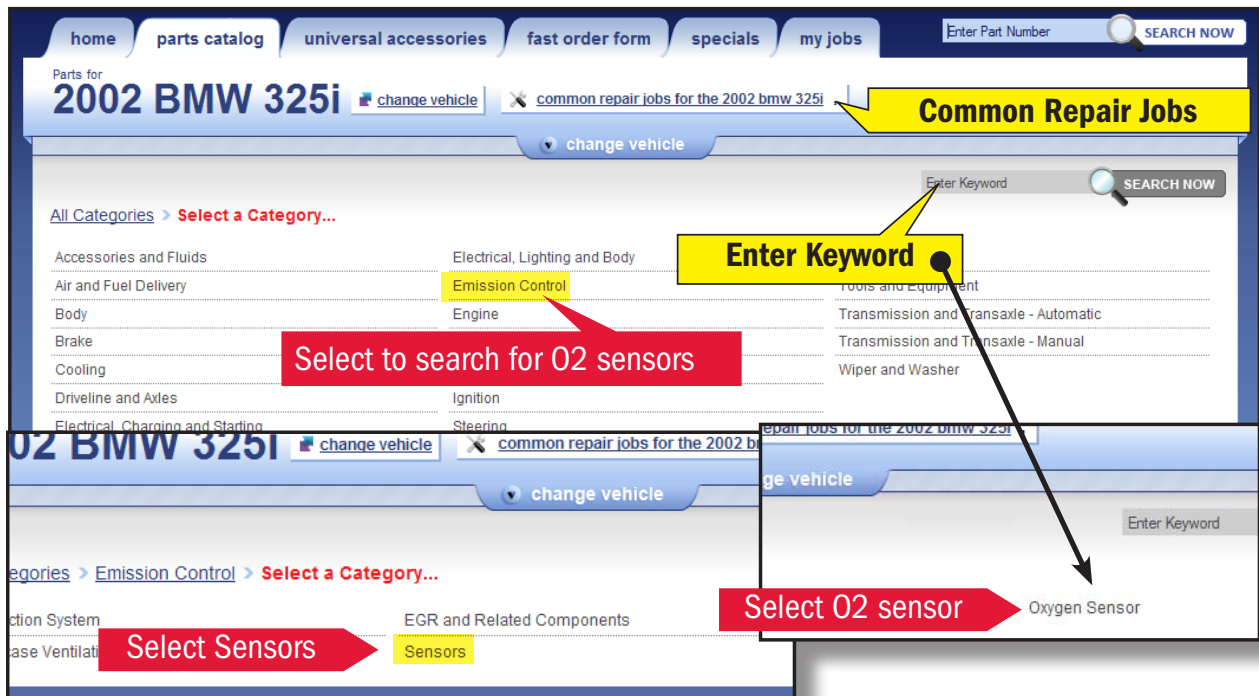 home parts catalog universal accessories fast order form specials my jobs Enter Part Number SEARCH NOW
Parts for
2002 BMW 325i change vehicle common repair jobs for the 2002 bmw 325i
Common Repair Jobs
change vehicle
Enter Keyword SEARCH NOW
All Categories > Select a Category...
Enter Keyword
Accessories and Fluids Electrical, Lighting and Body
Air and Fuel Delivery Emission Control Tools and Equipment
Body Engine Transmission and Transaxle - Automatic
Brake Transmission and Transaxle - Manual
Select to search for O2 sensors
Cooling Wiper and Washer
Driveline and Axles Ignition
Electrical, Charging and Starting Steering
02 BMW 325i change vehicle common repair jobs for the 2002
change vehicle
egories > Emission Control > Select a Category...
ction System EGR and Related Components
case Ventilati Select Sensors Sensors
repair jobs for the 2002 bmw 325i
ge vehicle
Enter Keyword
Select O2 sensor Oxygen Sensor